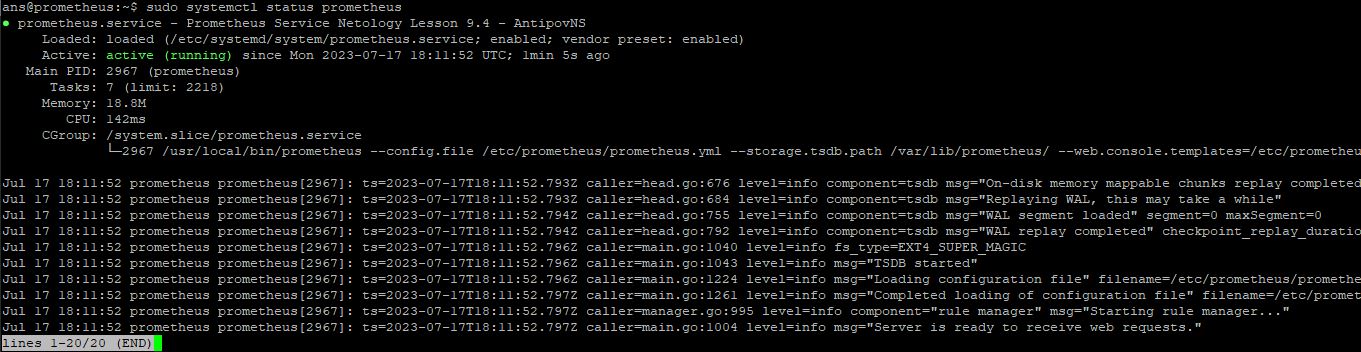 ans@prometheus:~$ sudo systemctl status prometheus
● prometheus.service - Prometheus Service Netology Lesson 9.4 - AntipovNS
     Loaded: loaded (/etc/systemd/system/prometheus.service; enabled; vendor preset: enabled)
     Active: active (running) since Mon 2023-07-17 18:11:52 UTC; 1min 5s ago
   Main PID: 2967 (prometheus)
      Tasks: 7 (limit: 2218)
     Memory: 18.8M
        CPU: 142ms
     CGroup: /system.slice/prometheus.service
             └─2967 /usr/local/bin/prometheus --config.file /etc/prometheus/prometheus.yml --storage.tsdb.path /var/lib/prometheus/ --web.console.templates=/etc/prometheu
Jul 17 18:11:52 prometheus prometheus[2967]: ts=2023-07-17T18:11:52.793Z caller=head.go:676 level=info component=tsdb msg="On-disk memory mappable chunks replay completed
Jul 17 18:11:52 prometheus prometheus[2967]: ts=2023-07-17T18:11:52.793Z caller=head.go:684 level=info component=tsdb msg="Replaying WAL, this may take a while"
Jul 17 18:11:52 prometheus prometheus[2967]: ts=2023-07-17T18:11:52.794Z caller=head.go:755 level=info component=tsdb msg="WAL segment loaded" segment=0 maxSegment=0
Jul 17 18:11:52 prometheus prometheus[2967]: ts=2023-07-17T18:11:52.794Z caller=head.go:792 level=info component=tsdb msg="WAL replay completed" checkpoint_replay_duratio
Jul 17 18:11:52 prometheus prometheus[2967]: ts=2023-07-17T18:11:52.796Z caller=main.go:1040 level=info fs_type=EXT4_SUPER_MAGIC
Jul 17 18:11:52 prometheus prometheus[2967]: ts=2023-07-17T18:11:52.796Z caller=main.go:1043 level=info msg="TSDB started"
Jul 17 18:11:52 prometheus prometheus[2967]: ts=2023-07-17T18:11:52.796Z caller=main.go:1224 level=info msg="Loading configuration file" filename=/etc/prometheus/promethe
Jul 17 18:11:52 prometheus prometheus[2967]: ts=2023-07-17T18:11:52.797Z caller=main.go:1261 level=info msg="Completed loading of configuration file" filename=/etc/promet
Jul 17 18:11:52 prometheus prometheus[2967]: ts=2023-07-17T18:11:52.797Z caller=manager.go:995 level=info component="rule manager" msg="Starting rule manager..."
Jul 17 18:11:52 prometheus prometheus[2967]: ts=2023-07-17T18:11:52.797Z caller=main.go:1004 level=info msg="Server is ready to receive web requests."
lines 1-20/20 (END)